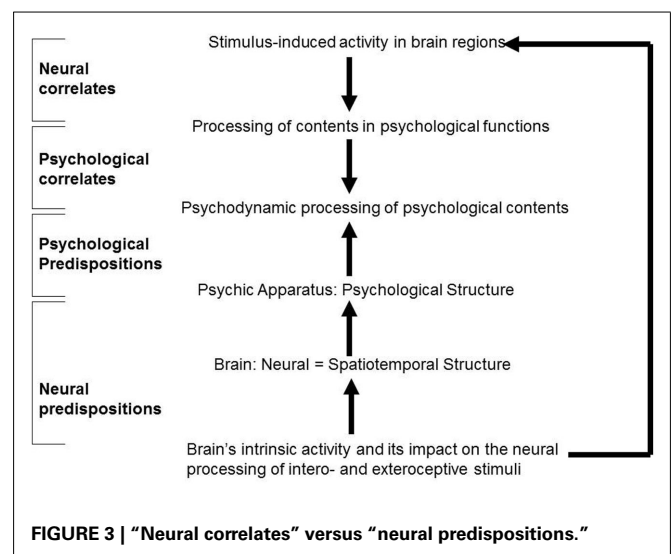 Stimulus-induced activity in brain regions
Neural
correlates
Processing of contents in psychological functions
Psychological
correlates
Psychodynamic processing of psychological contents
Psychological
Predispositions
Psychic Apparatus: Psychological Structure
Brain: Neural = Spatiotemporal Structure
Neural
predispositions
Brain's intrinsic activity and its impact on the neural
processing of intero- and exteroceptive stimuli
FIGURE 3 | “Neural correlates” versus “neural predispositions.”